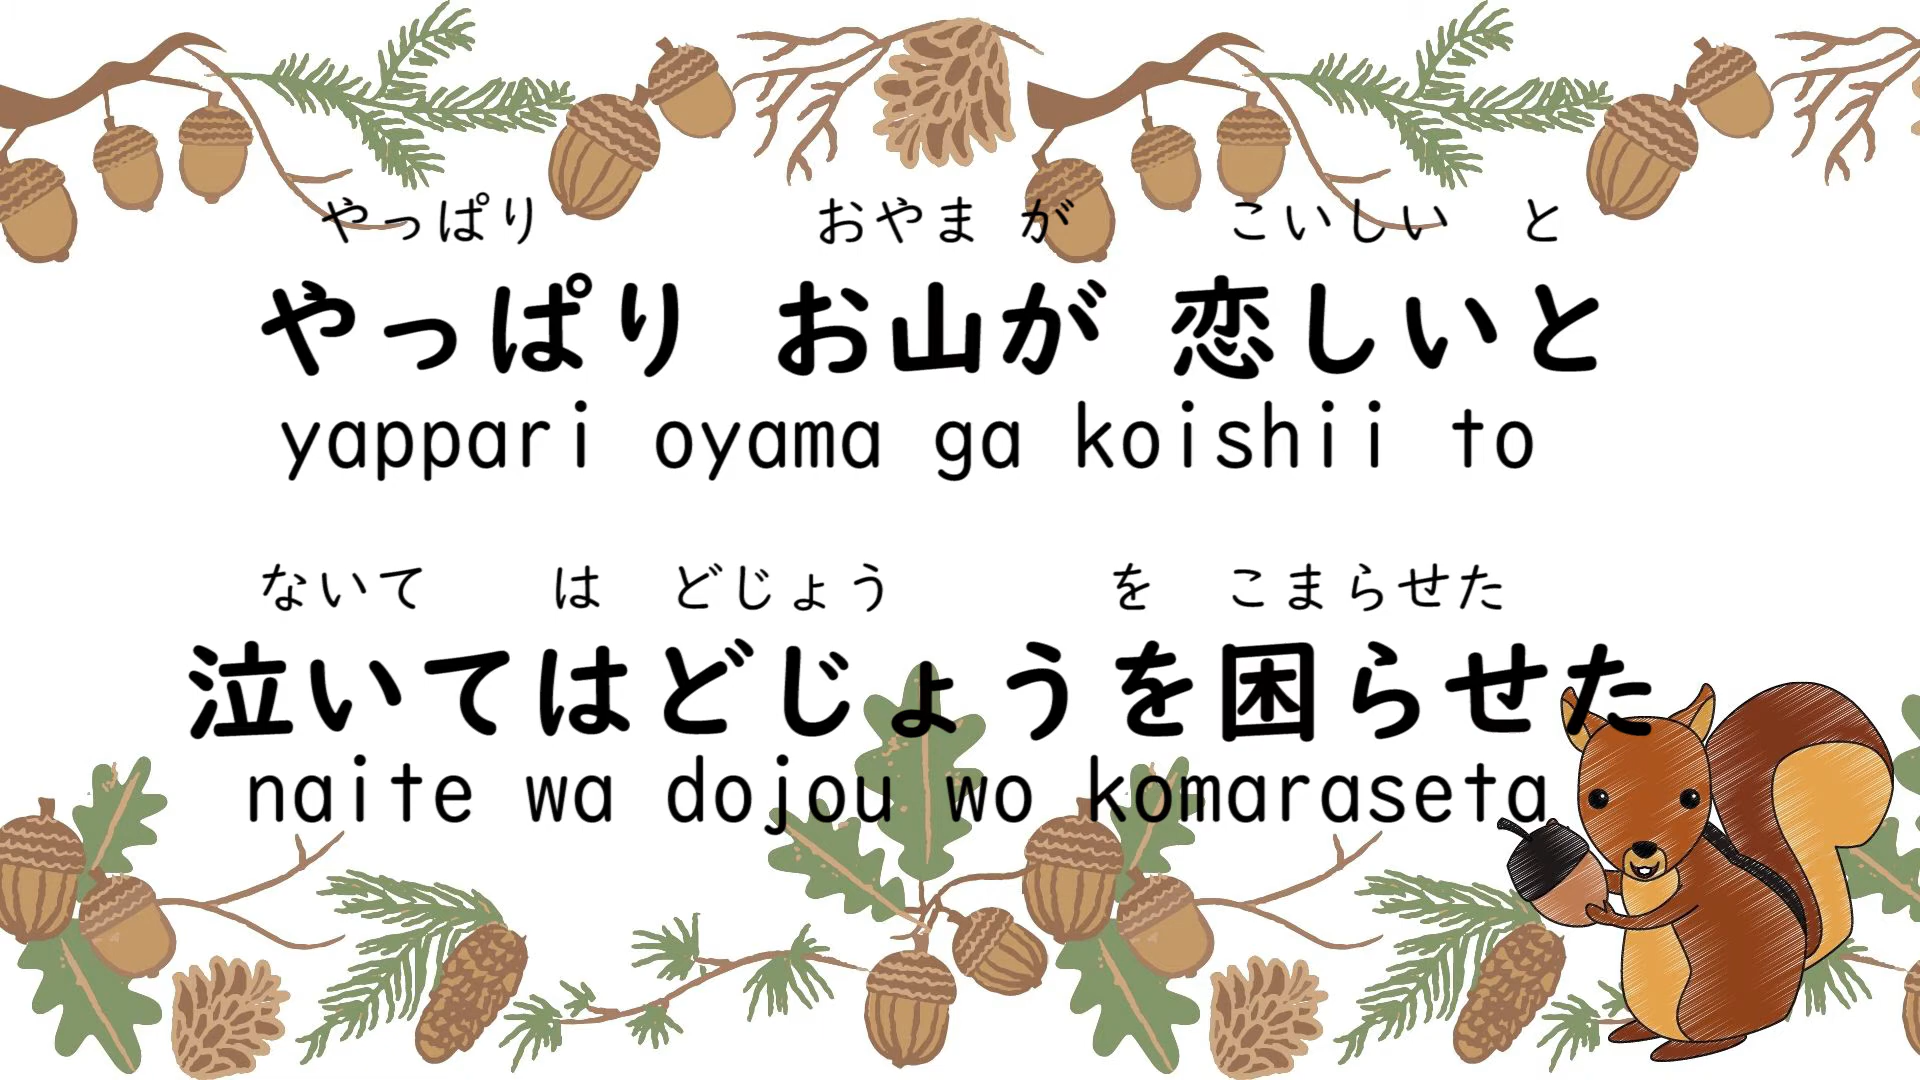 やっぱり おやま が こいしい と
やっぱり お山が 恋しいと
yappari oyama ga koishii to
ないて は どじょう を こまらせた
泣いてはどじょうを困らせた
naite wa dojou wo komaraseta